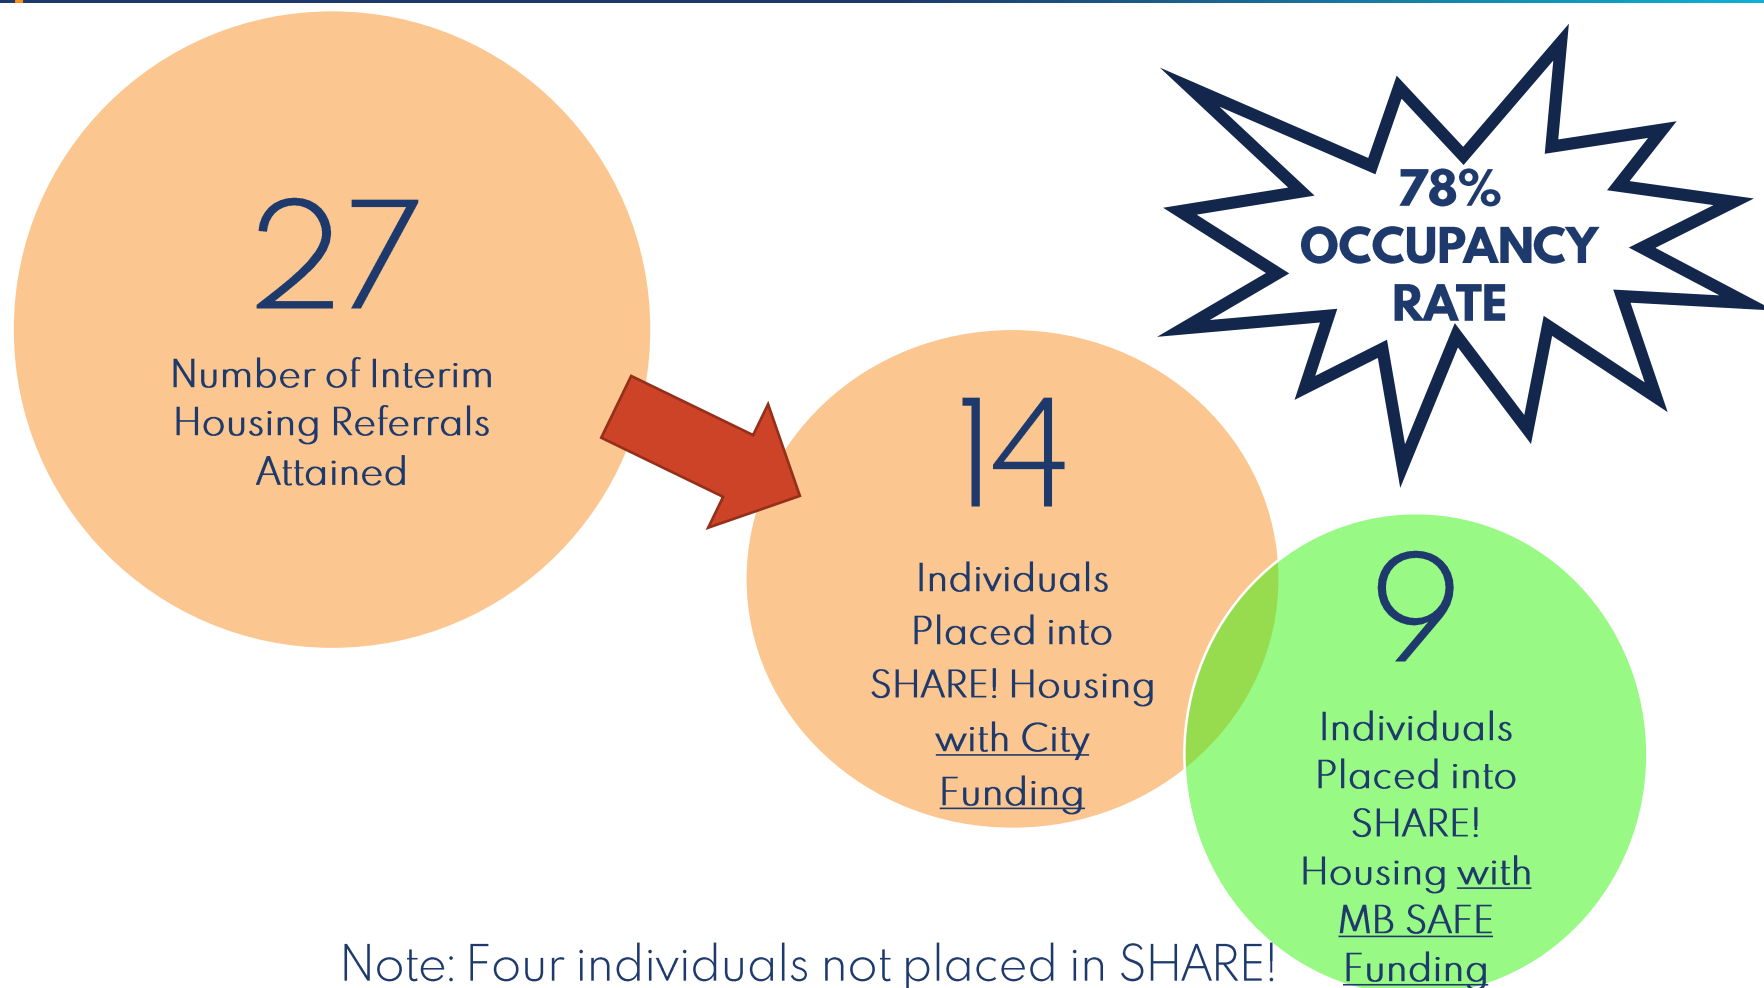 27
Number of Interim
Housing Referrals
Attained
78%
OCCUPANCY
RATE
14
Individuals
Placed into
SHARE! Housing
with City
Funding
9
Individuals
Placed into
SHARE!
Housing with
MB SAFE
Funding
Note: Four individuals not placed in SHARE!